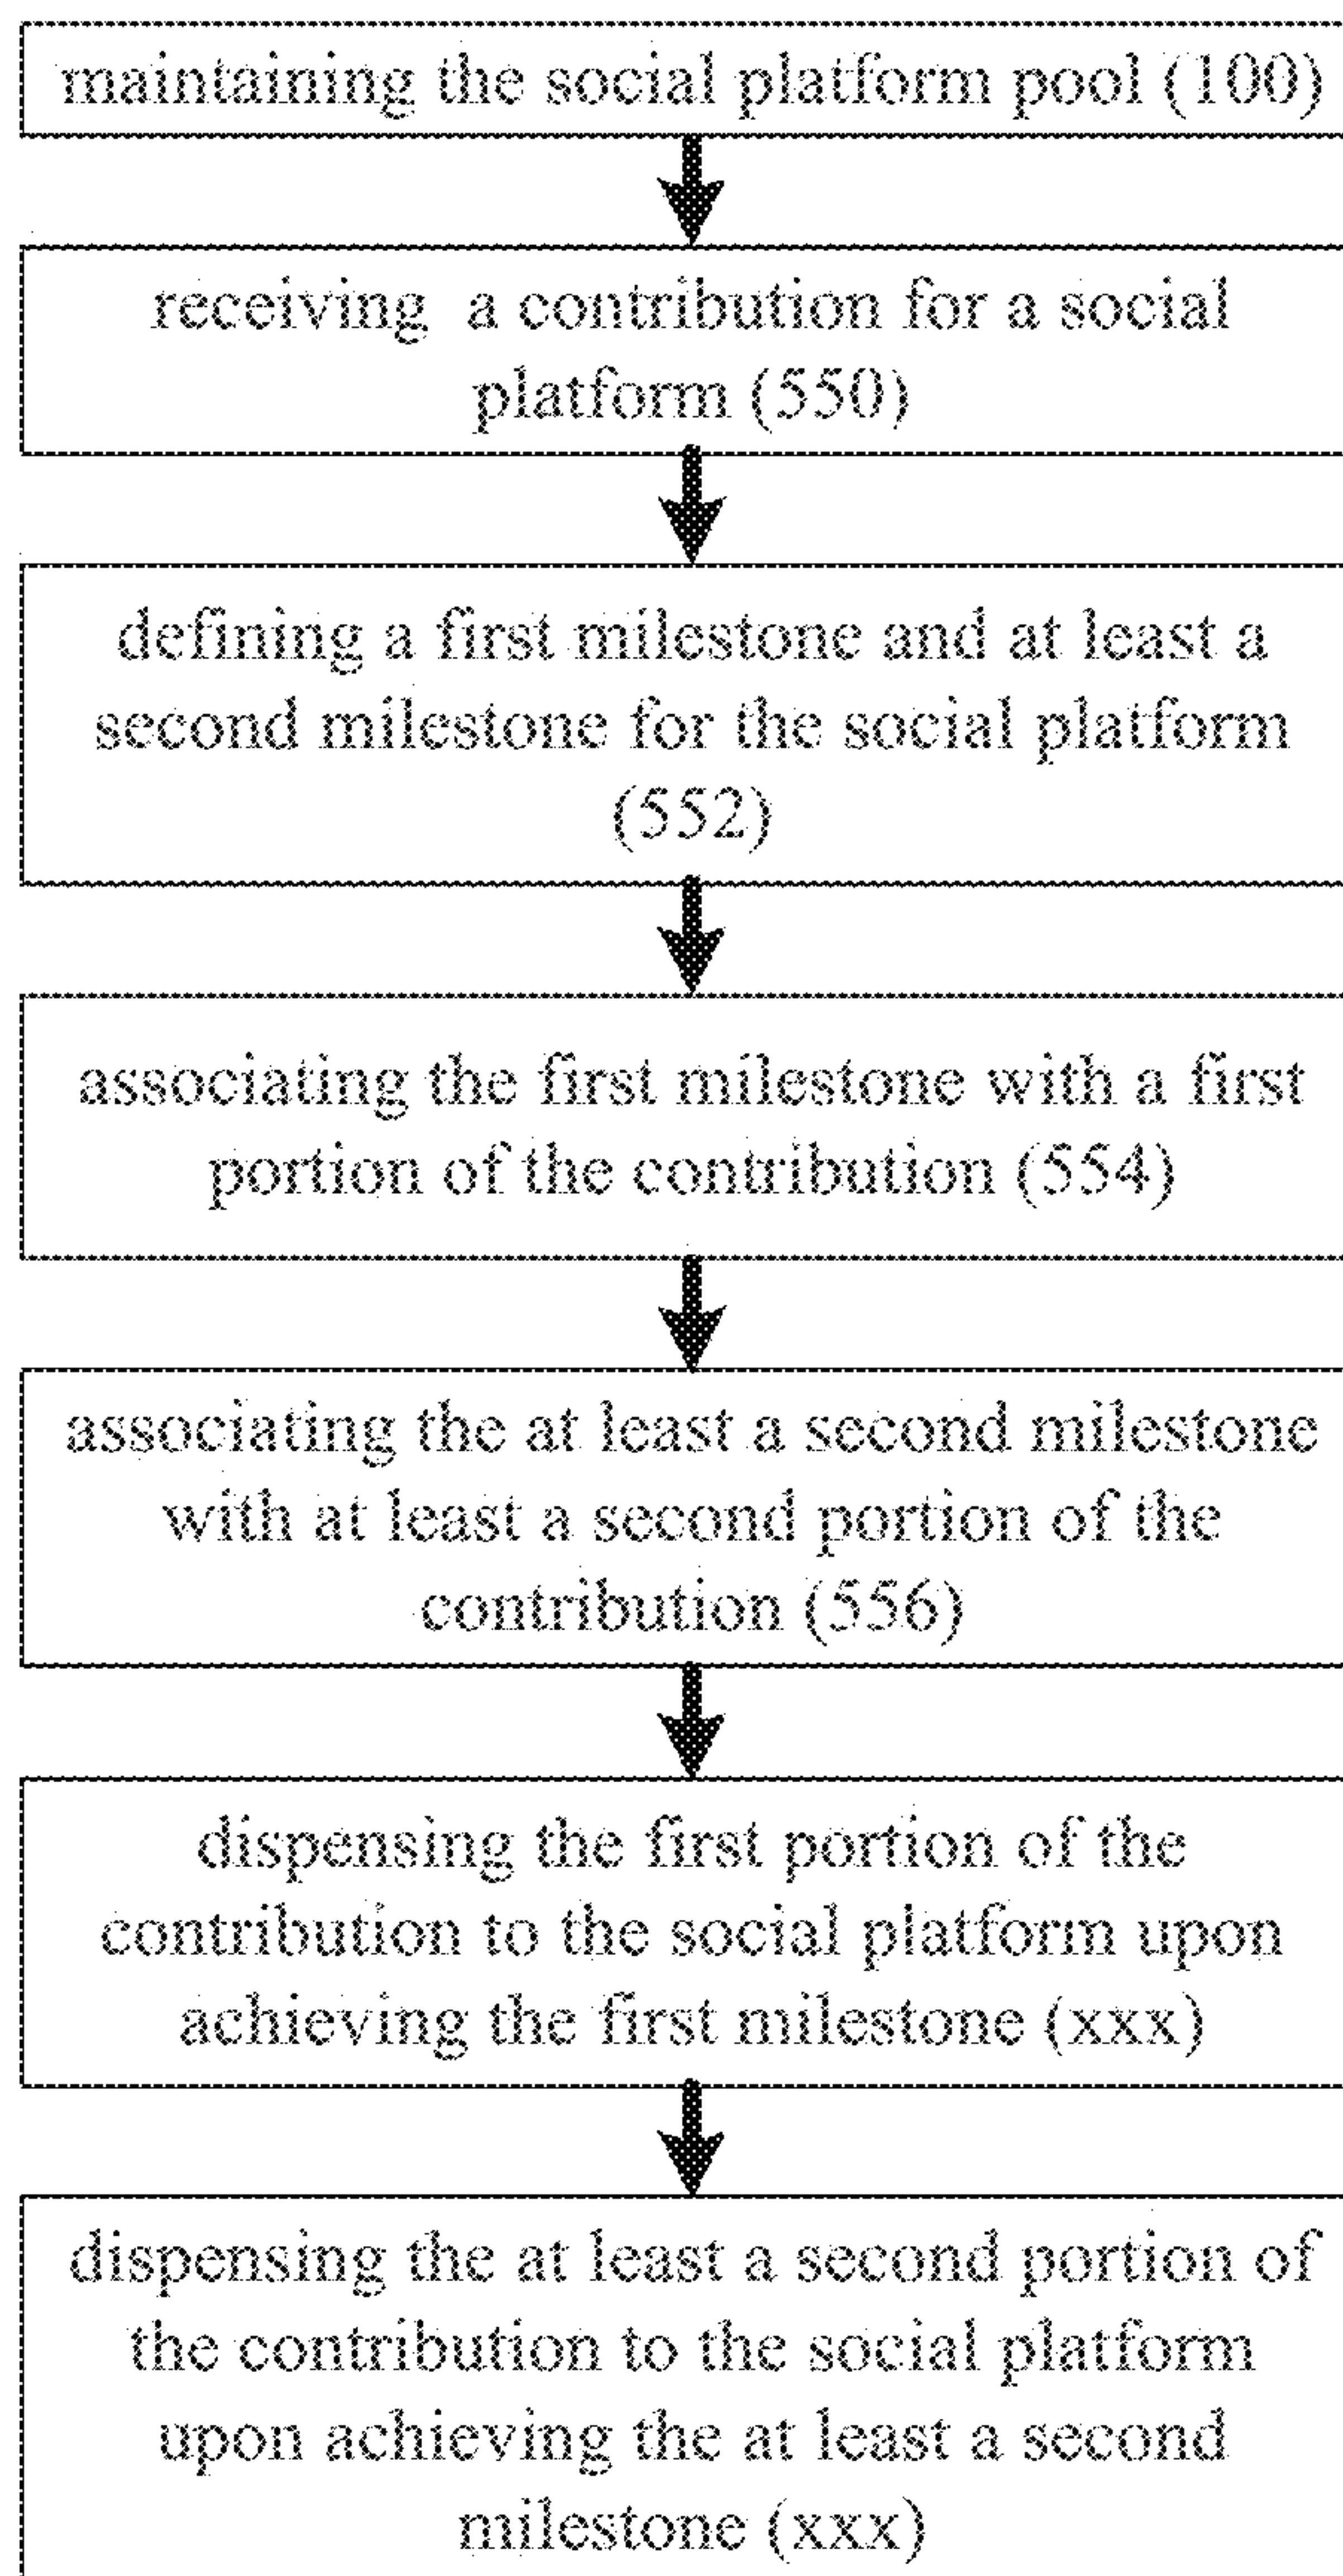 maintaining the social platform pool (100)
receiving a contribution for a social
platform (550)
defining a first milestone and at least a
second milestone for the social platform
(552)
associating the first milestone with a first
portion of the contribution (554)
associating the at least a second milestone
with at least a second portion of the
contribution (556)
dispensing the first portion of the
contribution to the social platform upon
achieving the first milestone (xxx)
dispensing the at least a second portion of
the contribution to the social platform
upon achieving the at least a second
milestone (xxx)